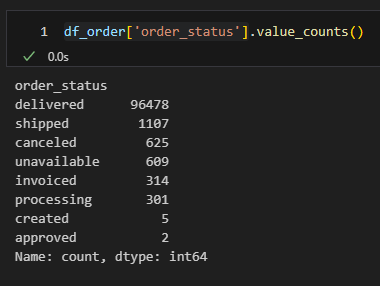 1 df_order['order_status'].value_counts()
0.0s
order_status
delivered 96478
shipped 1107
canceled 625
unavailable 609
invoiced 314
processing 301
created 5
approved 2
Name: count, dtype: int64